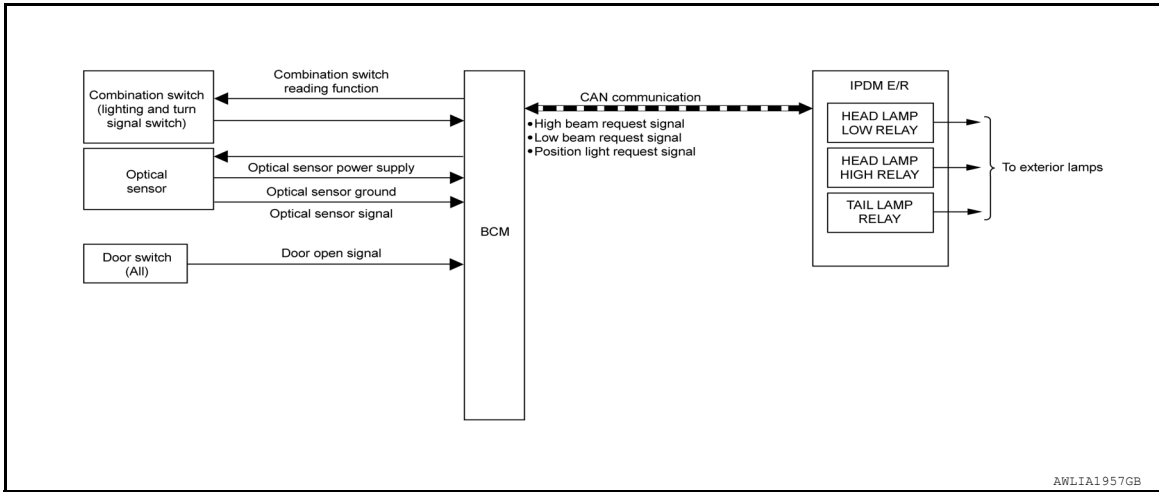 Combination switch
(lighting and turn
signal switch)
Combination switch
reading function
Optical
sensor
Optical sensor power supply
Optical sensor ground
Optical sensor signal
Door switch
(All)
Door open signal
BCM
CAN communication
•High beam request signal
•Low beam request signal
•Position light request signal
IPDM E/R
HEAD LAMP
LOW RELAY
HEAD LAMP
HIGH RELAY
TAIL LAMP
RELAY
To exterior lamps
AWLIA1957GB